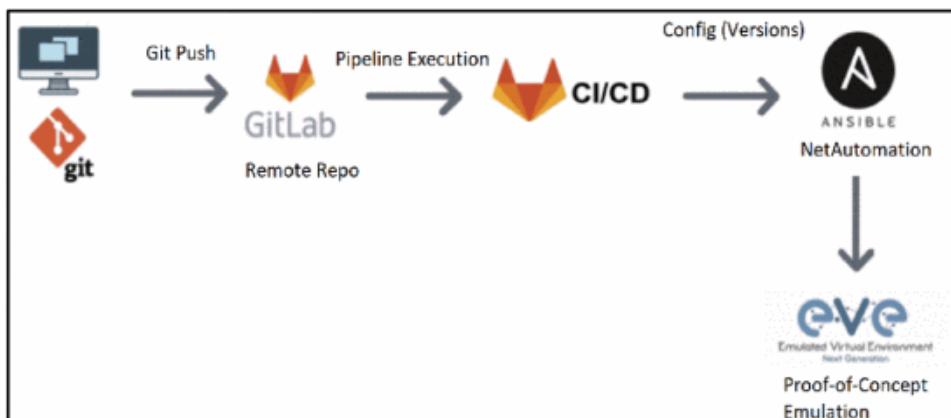 Git Push
Pipeline Execution
Config (Versions)
git
GitLab
Remote Repo
CI/CD
ANSIBLE
NetAutomation
eve
Emulated Virtual Environment
Next Generation
Proof-of-Concept
Emulation